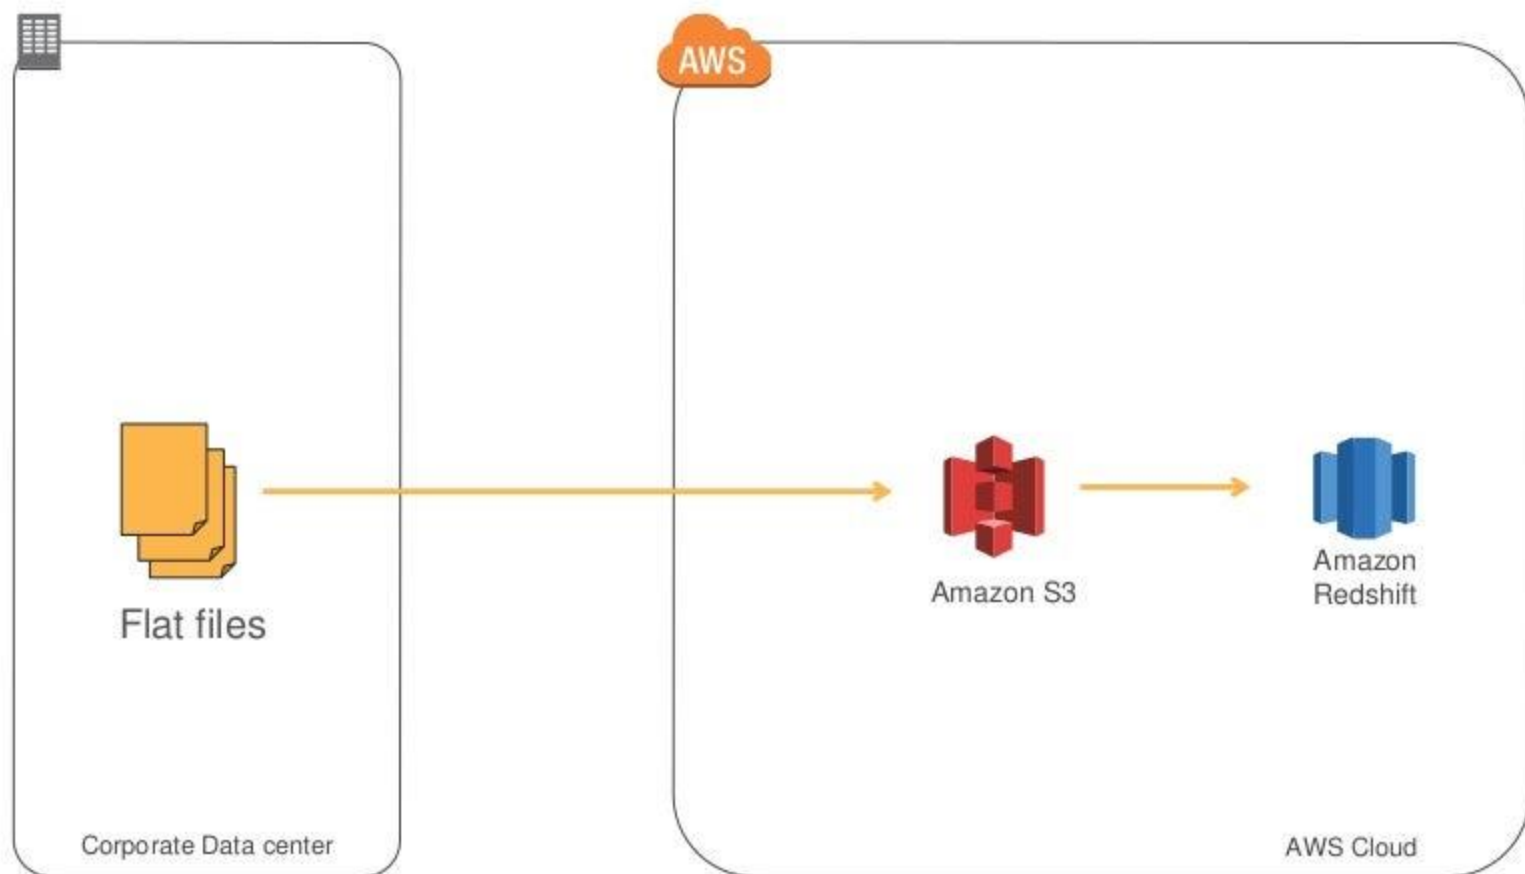 AWS
Flat files
Amazon S3
Amazon
Redshift
Corporate Data center
AWS Cloud